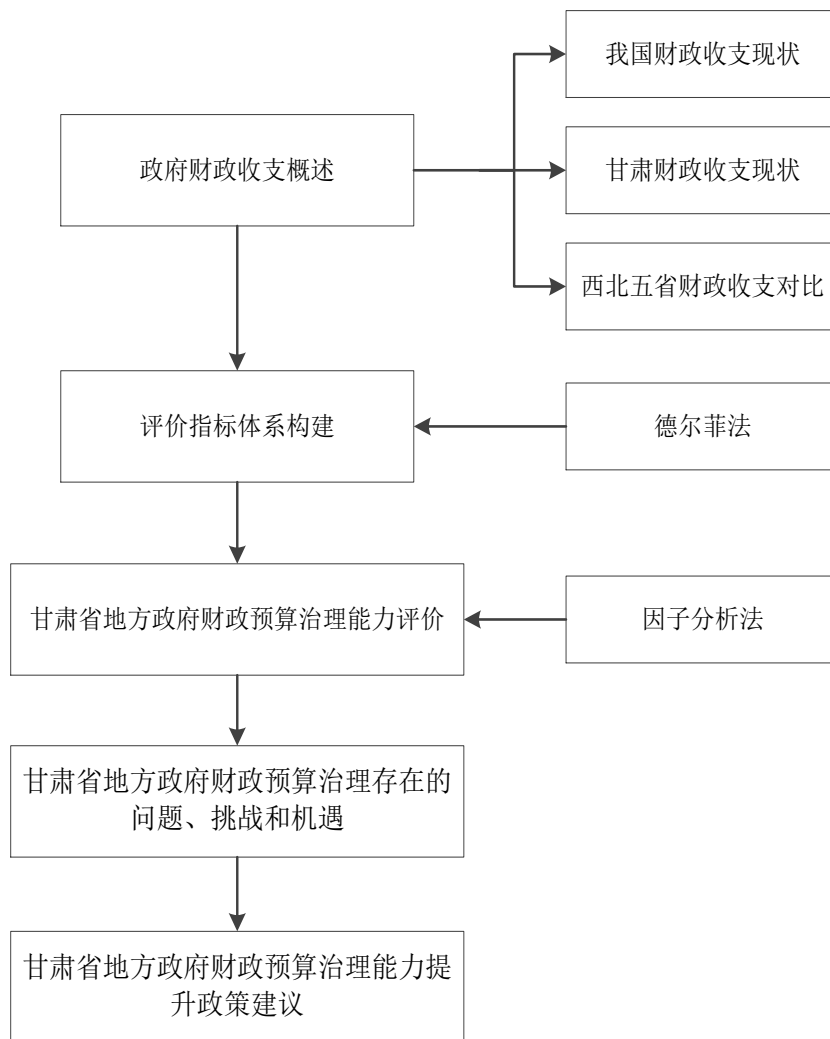 我国财政收支现状
政府财政收支概述
甘肃财政收支现状
西北五省财政收支对比
评价指标体系构建
德尔菲法
甘肃省地方政府财政预算治理能力评价
因子分析法
甘肃省地方政府财政预算治理存在的
问题、挑战和机遇
甘肃省地方政府财政预算治理能力提
升政策建议